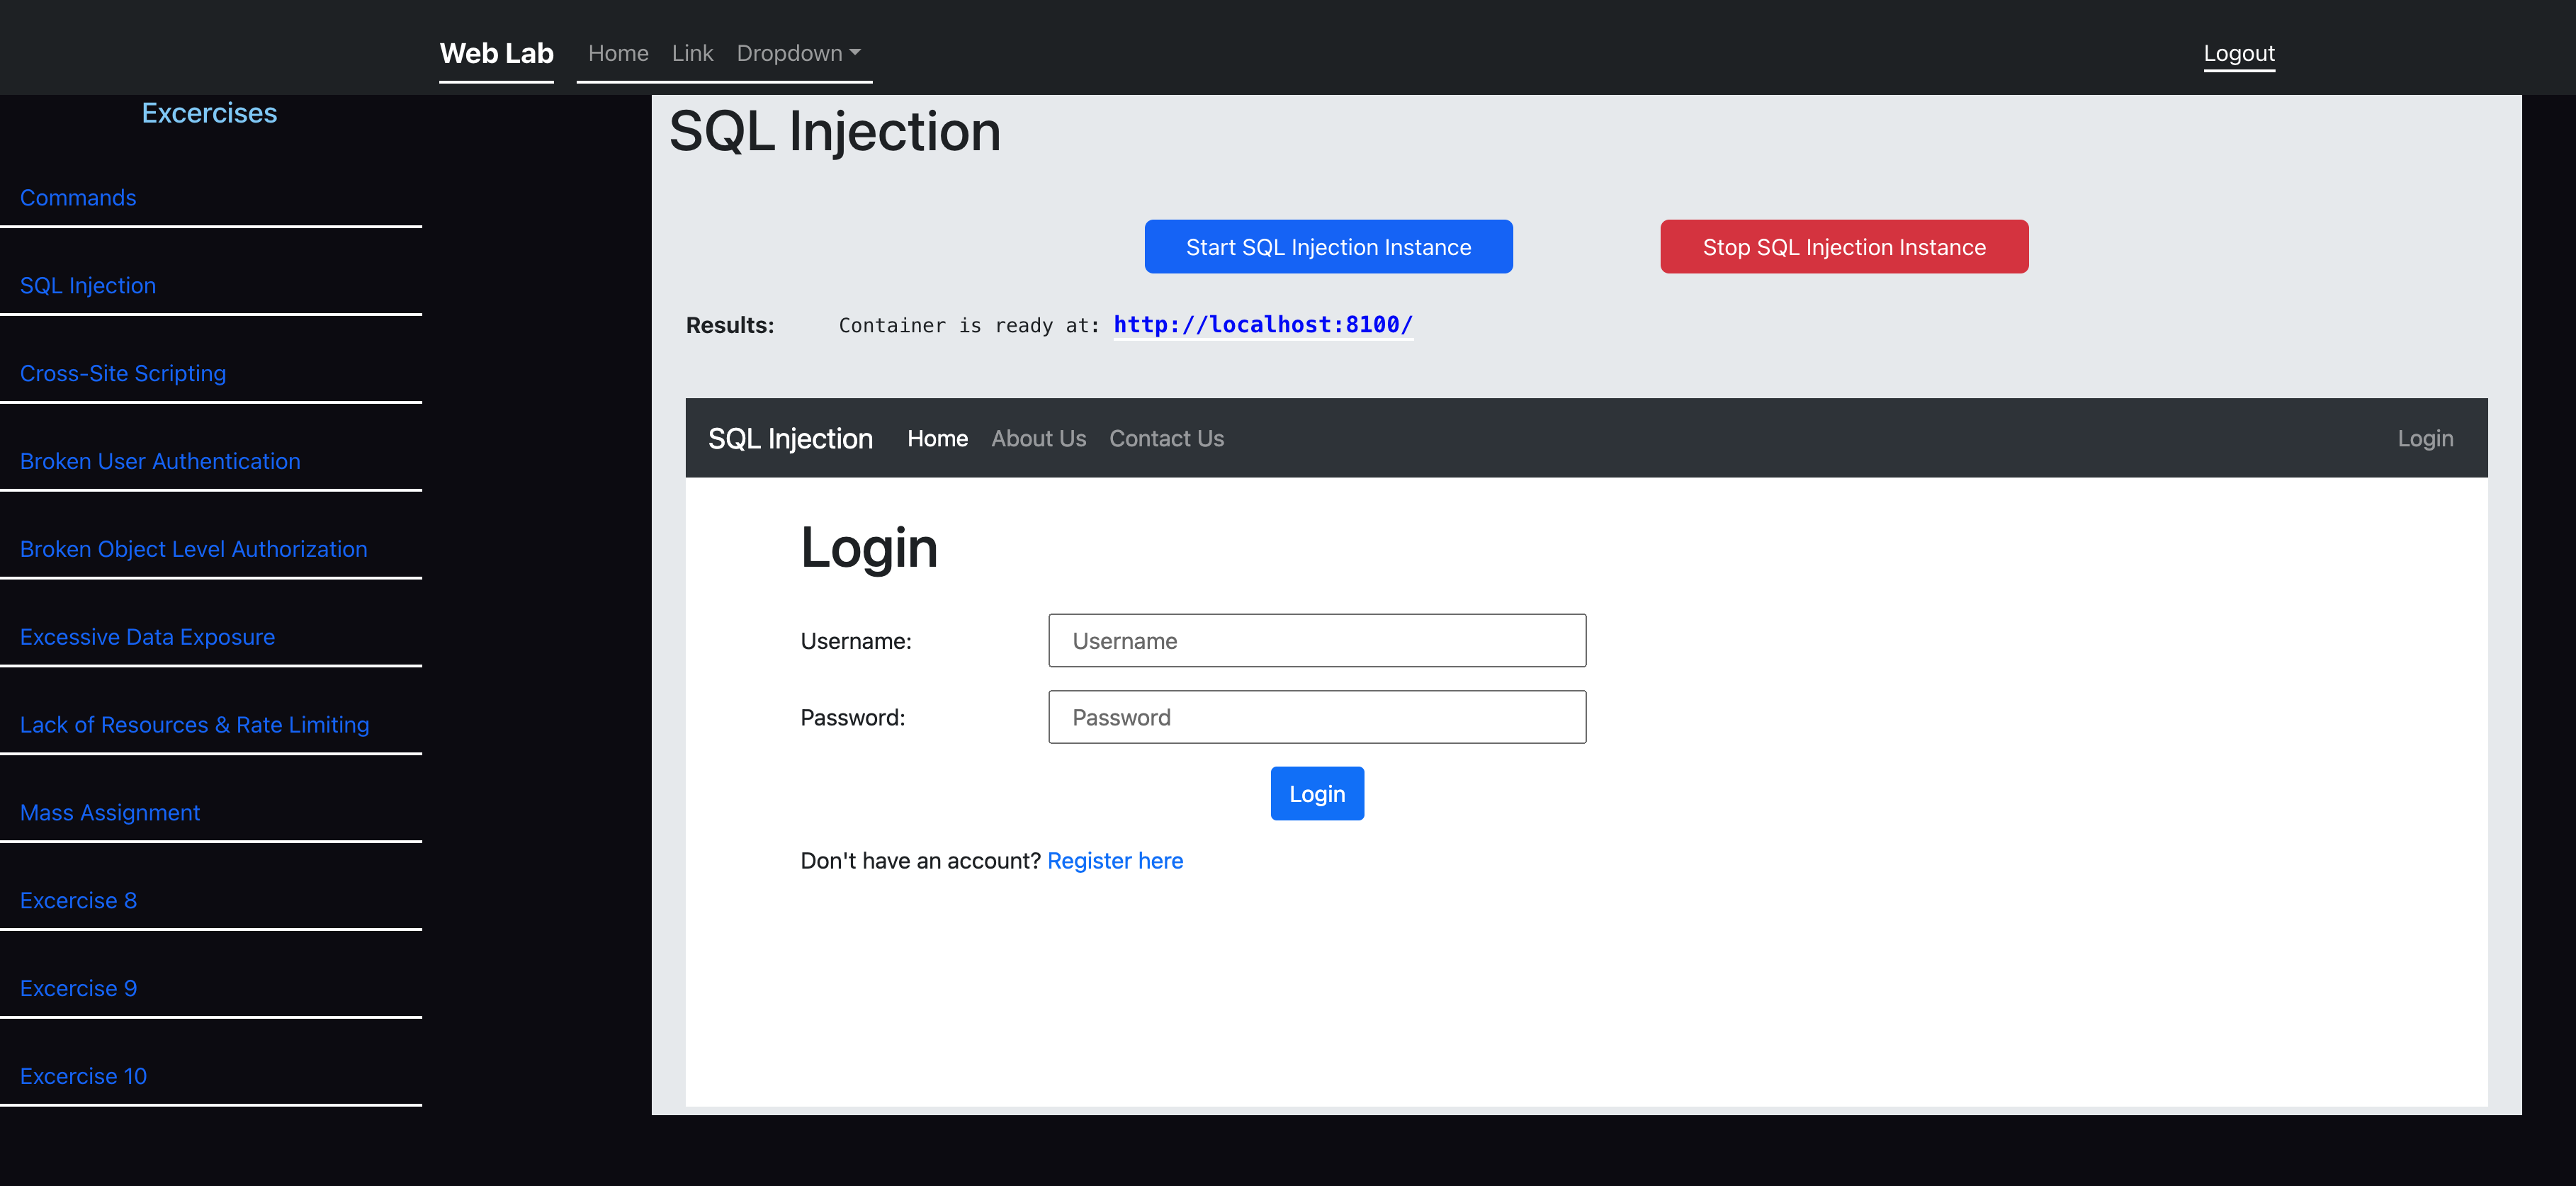 Web Lab Home Link Dropdown Logout
Excercises
Commands
SQL Injection
Cross-Site Scripting
Broken User Authentication
Broken Object Level Authorization
Excessive Data Exposure
Lack of Resources & Rate Limiting
Mass Assignment
Excercise 8
Excercise 9
Excercise 10
SQL Injection
Start SQL Injection Instance Stop SQL Injection Instance
Results: Container is ready at: http://localhost:8100/
SQL Injection Home About Us Contact Us Login
Login
Username: Username
Password: Password
Login
Don't have an account? Register here